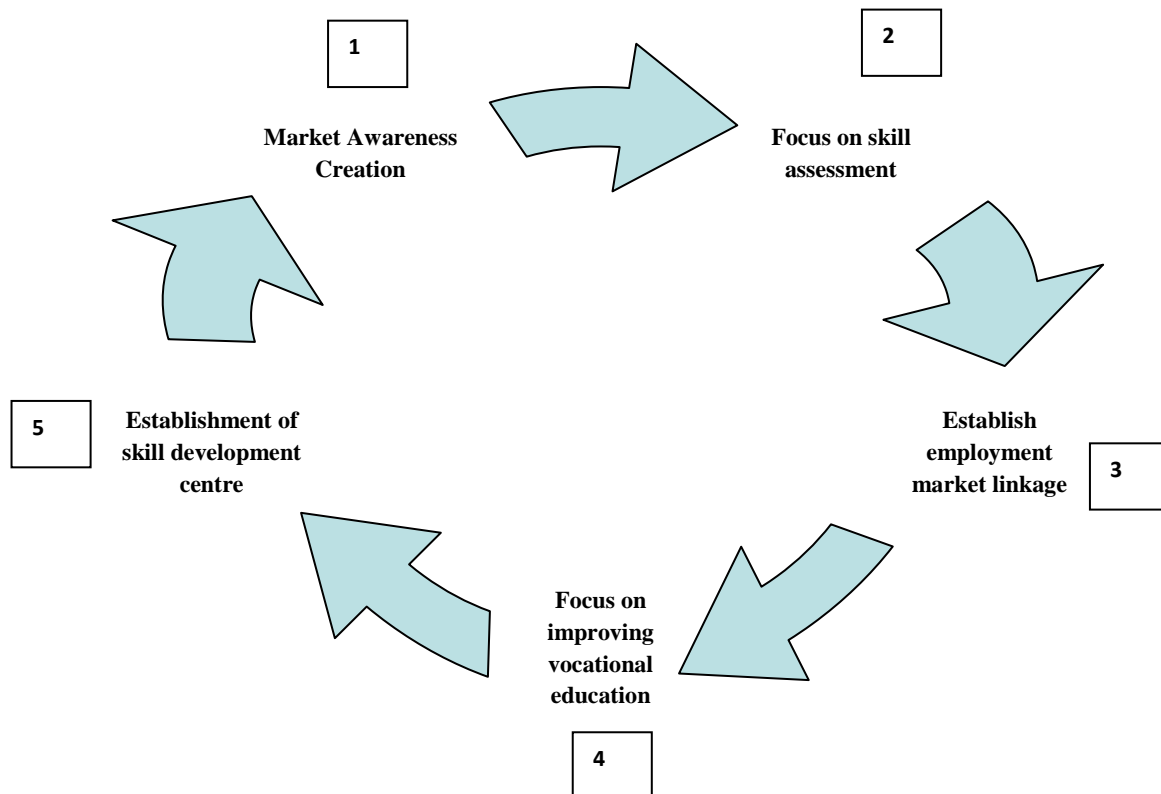 1
Market Awareness
Creation
2
Focus on skill
assessment
Establish
employment
market linkage
3
Focus on
improving
vocational
education
4
5
Establishment of
skill development
centre